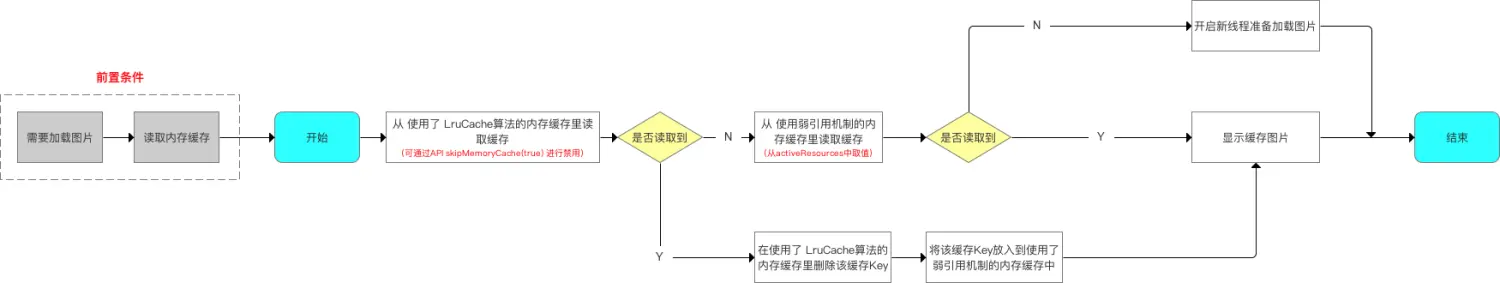 前置条件
需要加载图片
读取内存缓存
开始
从 使用了 LruCache算法的内存缓存里读
取缓存
（可通过API skipMemoryCache(true) 进行禁用）
是否读取到
N
从 使用弱引用机制的内
存缓存里读取缓存
（从activeResources中取值）
是否读取到
N
开启新线程准备加载图片
Y
显示缓存图片
结束
Y
在使用了 LruCache算法的
内存缓存里删除该缓存Key
将该缓存Key放入到使用了
弱引用机制的内存缓存中